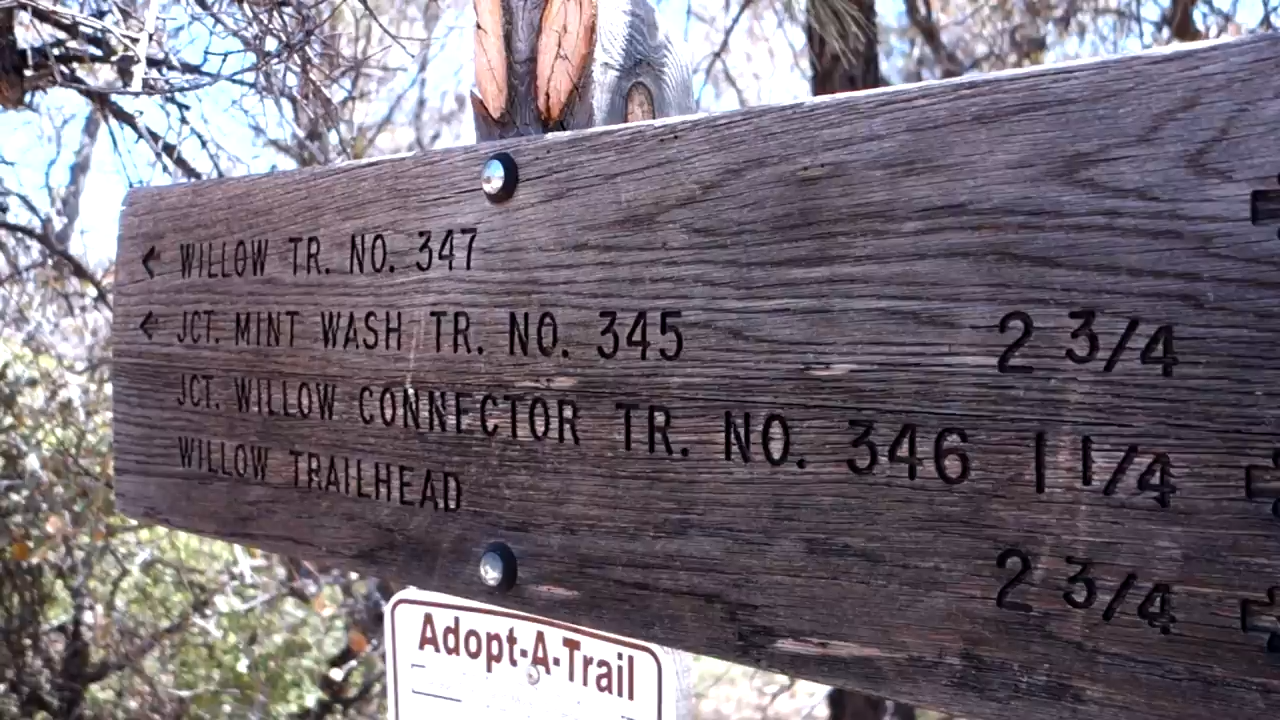 < WILLOW TR. NO. 347
< JCT. MINT WASH TR. NO. 345 2 3/4
JCT. WILLOW CONNECTOR TR. NO. 346 1 1/4
WILLOW TRAILHEAD 2 3/4
Adopt-A-Trail